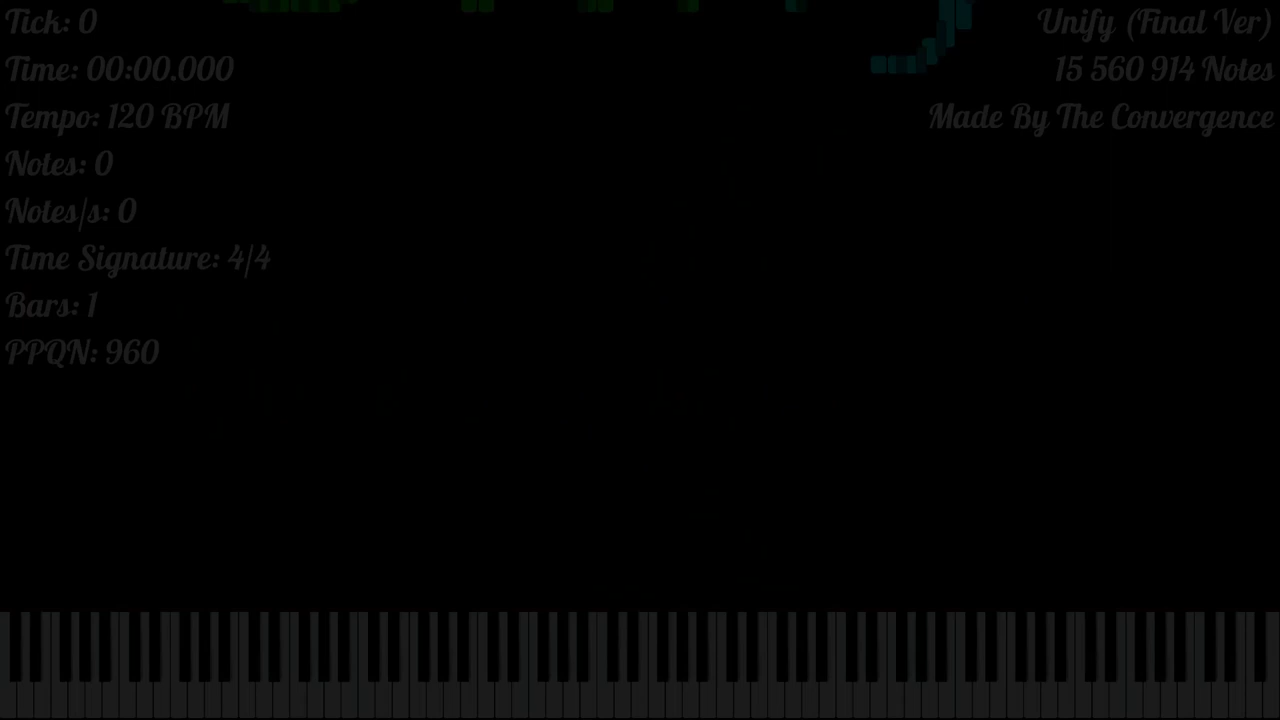 Tick: 0
Time: 00:00.000
Tempo: 120 BPM
Notes: 0
Notes/s: 0
Time Signature: 4/4
Bars: 1
PPQN: 960
Unify (Final Ver)
15 560 914 Notes
Made By The Convergence